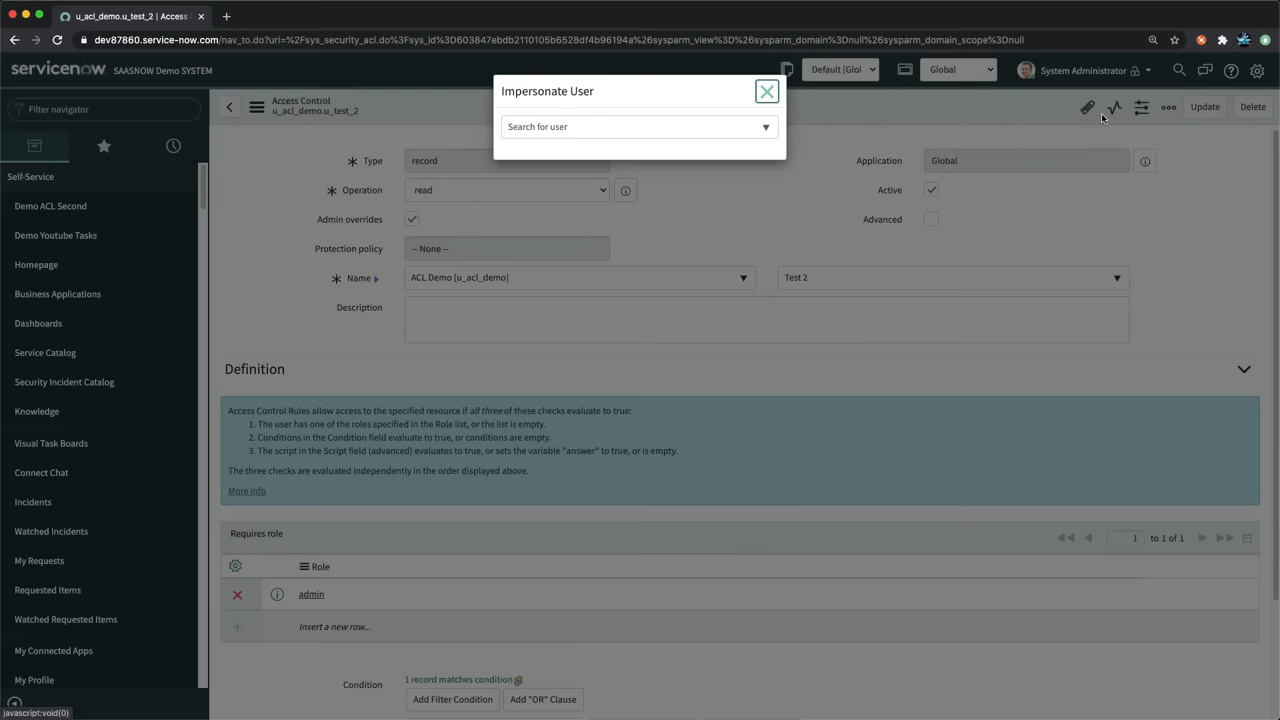 u_acl_demo.u_test_2 | Access
dev87860.service-now.com/nav_to.do?uri=%2Fsys_security_acl.do%3Fsys_id%3D603847ebdb2110105b6528df4b96194a%26sysparm_view%3D%26sysparm_domain%3Dnull%26sysparm_domain_scope%3Dnull
servicenow SAASNOW Demo SYSTEM
Default [Glol
Global
System Administrator
Filter navigator
Self-Service
Demo ACL Second
Demo Youtube Tasks
Homepage
Business Applications
Dashboards
Service Catalog
Security Incident Catalog
Knowledge
Visual Task Boards
Connect Chat
Incidents
Watched Incidents
My Requests
Requested Items
Watched Requested Items
My Connected Apps
My Profile
javascript:void(0)
Access Control
u_acl_demo.u_test_2
Update
Delete
Impersonate User
Search for user
Type record
Application Global
Operation read
Active
Admin overrides
Advanced
Protection policy -- None --
Name ACL Demo [u_acl_demo] Test 2
Description
Definition
Access Control Rules allow access to the specified resource if all three of these checks evaluate to true:
1. The user has one of the roles specified in the Role list, or the list is empty.
2. Conditions in the Condition field evaluate to true, or conditions are empty.
3. The script in the Script field (advanced) evaluates to true, or sets the variable "answer" to true, or is empty.
The three checks are evaluated independently in the order displayed above.
More Info
Requires role
1 to 1 of 1
Role
admin
Insert a new row...
Condition
1 record matches condition
Add Filter Condition
Add "OR" Clause